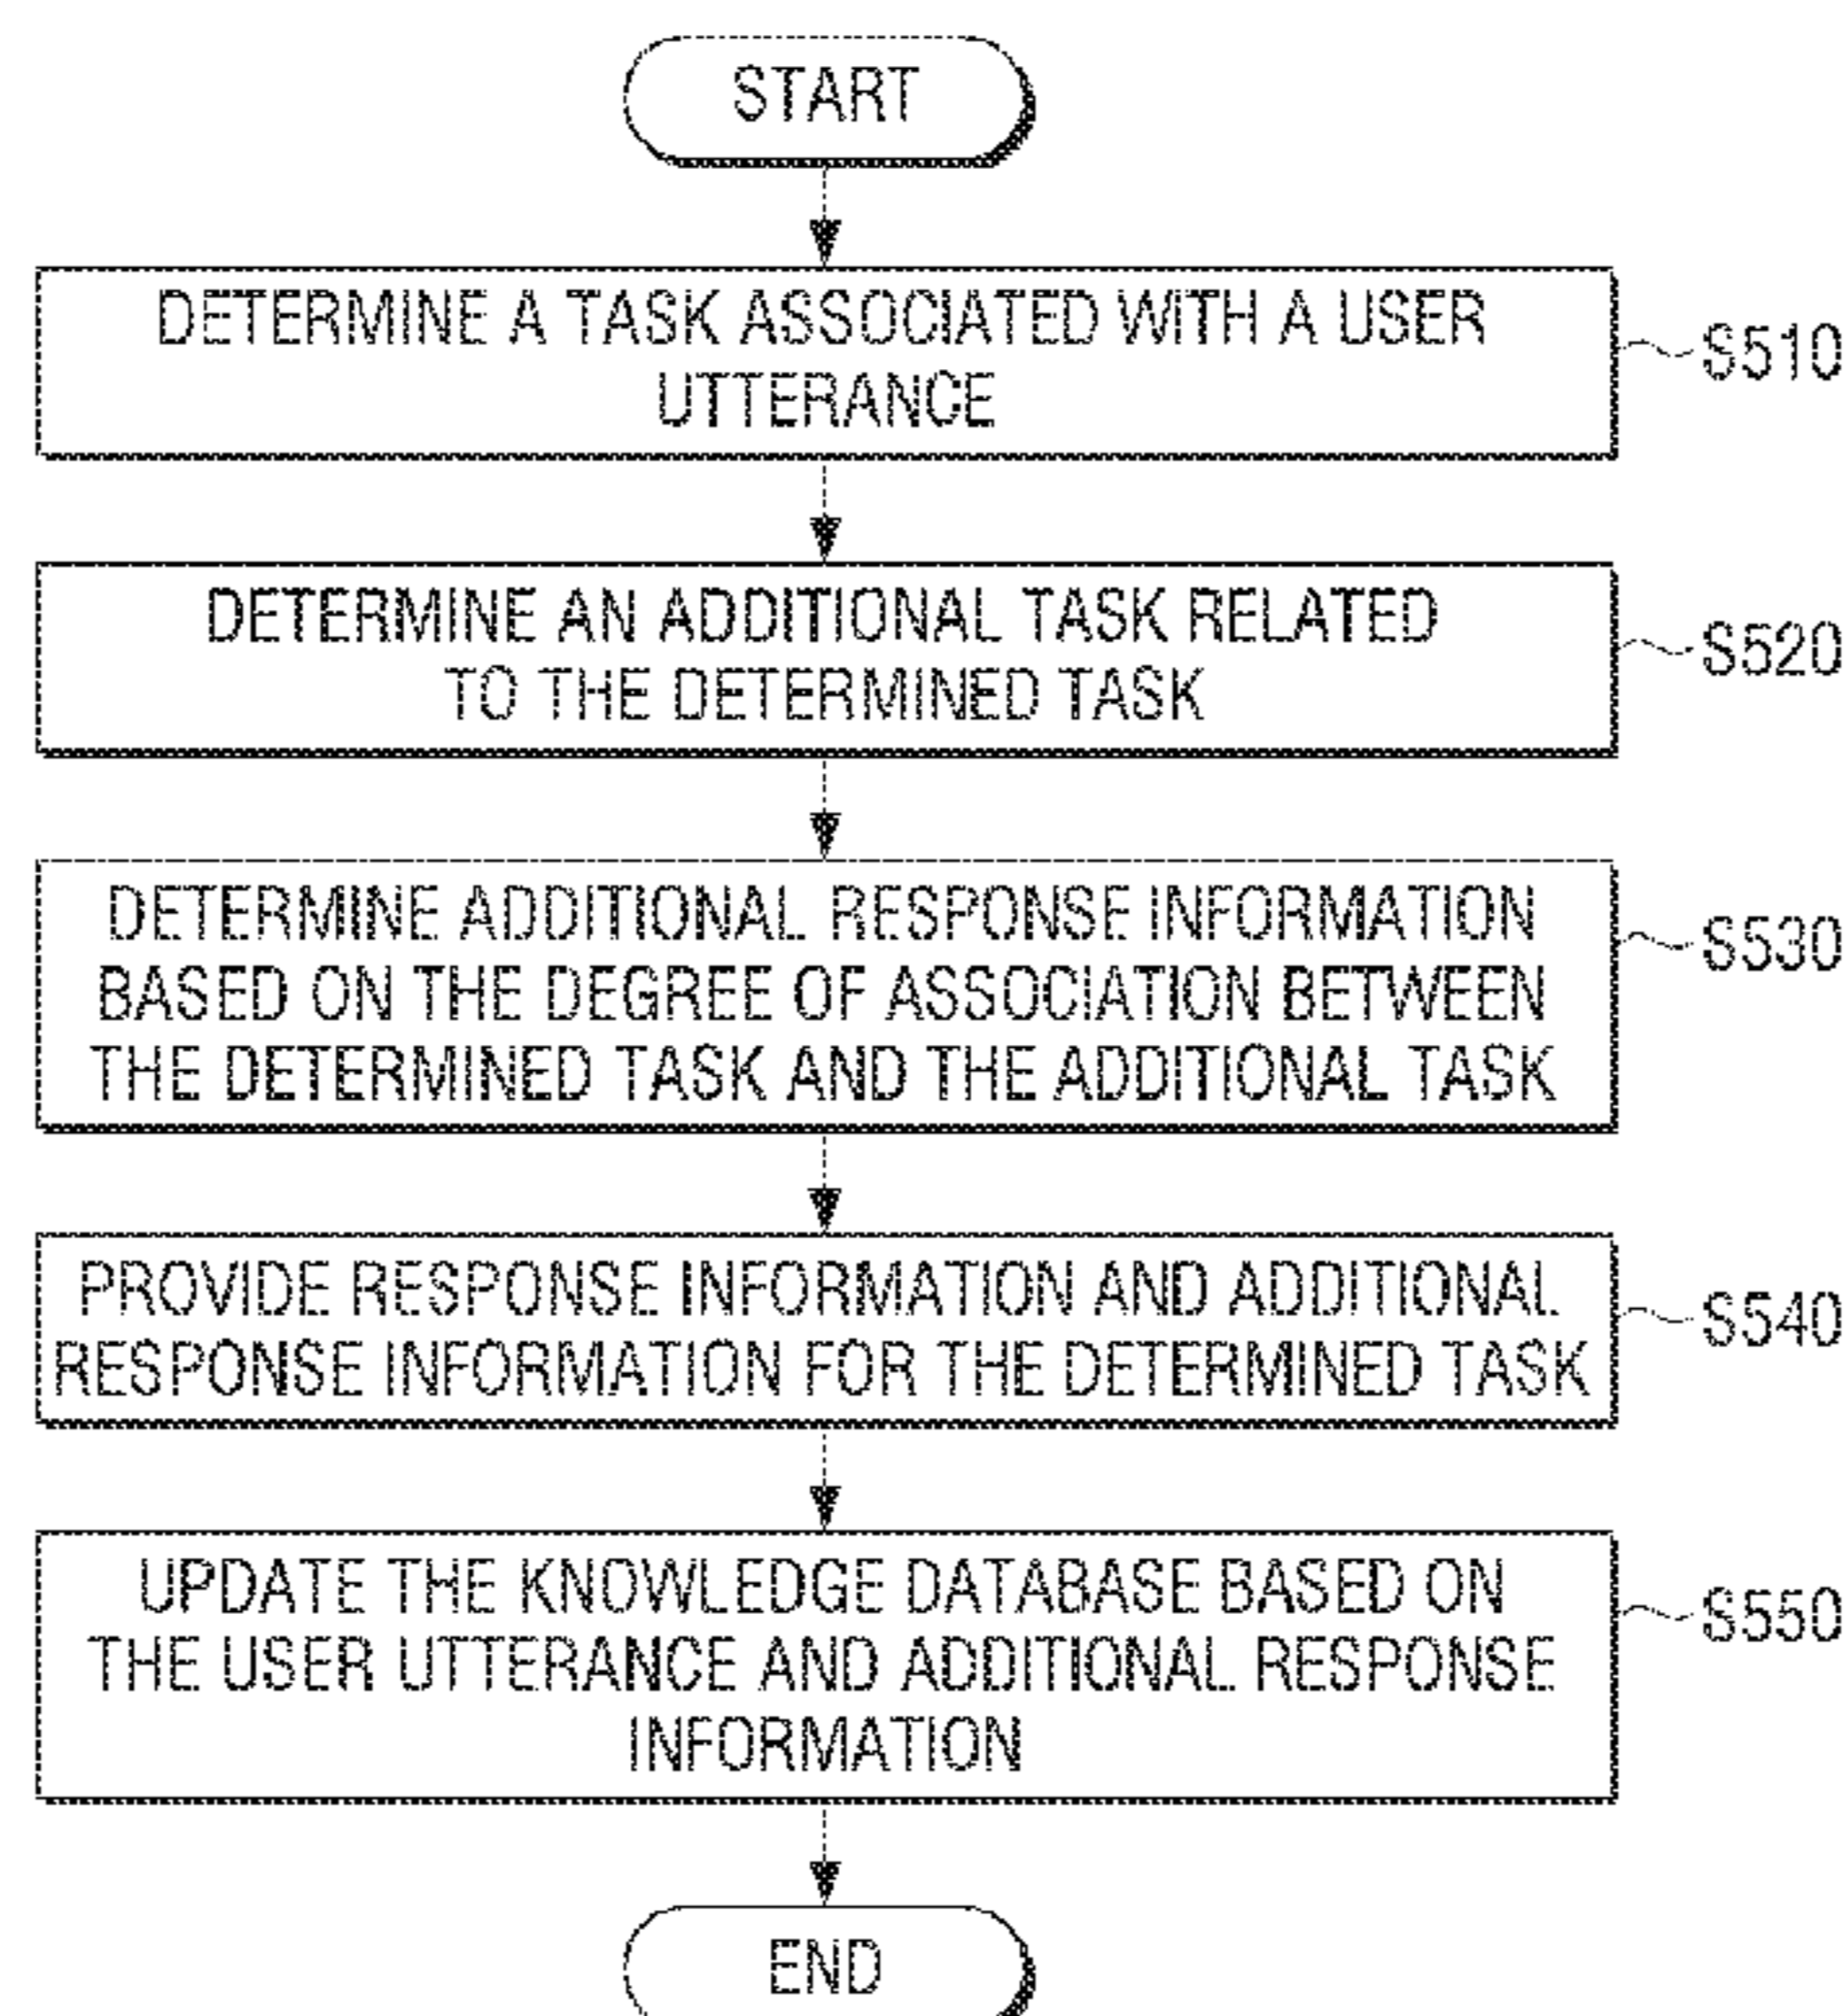 START
DETERMINE A TASK ASSOCIATED WITH A USER
UTTERANCE
S510
DETERMINE AN ADDITIONAL TASK RELATED
TO THE DETERMINED TASK
S520
DETERMINE ADDITIONAL RESPONSE INFORMATION
BASED ON THE DEGREE OF ASSOCIATION BETWEEN
THE DETERMINED TASK AND THE ADDITIONAL TASK
S530
PROVIDE RESPONSE INFORMATION AND ADDITIONAL
RESPONSE INFORMATION FOR THE DETERMINED TASK
S540
UPDATE THE KNOWLEDGE DATABASE BASED ON
THE USER UTTERANCE AND ADDITIONAL RESPONSE
INFORMATION
S550
END